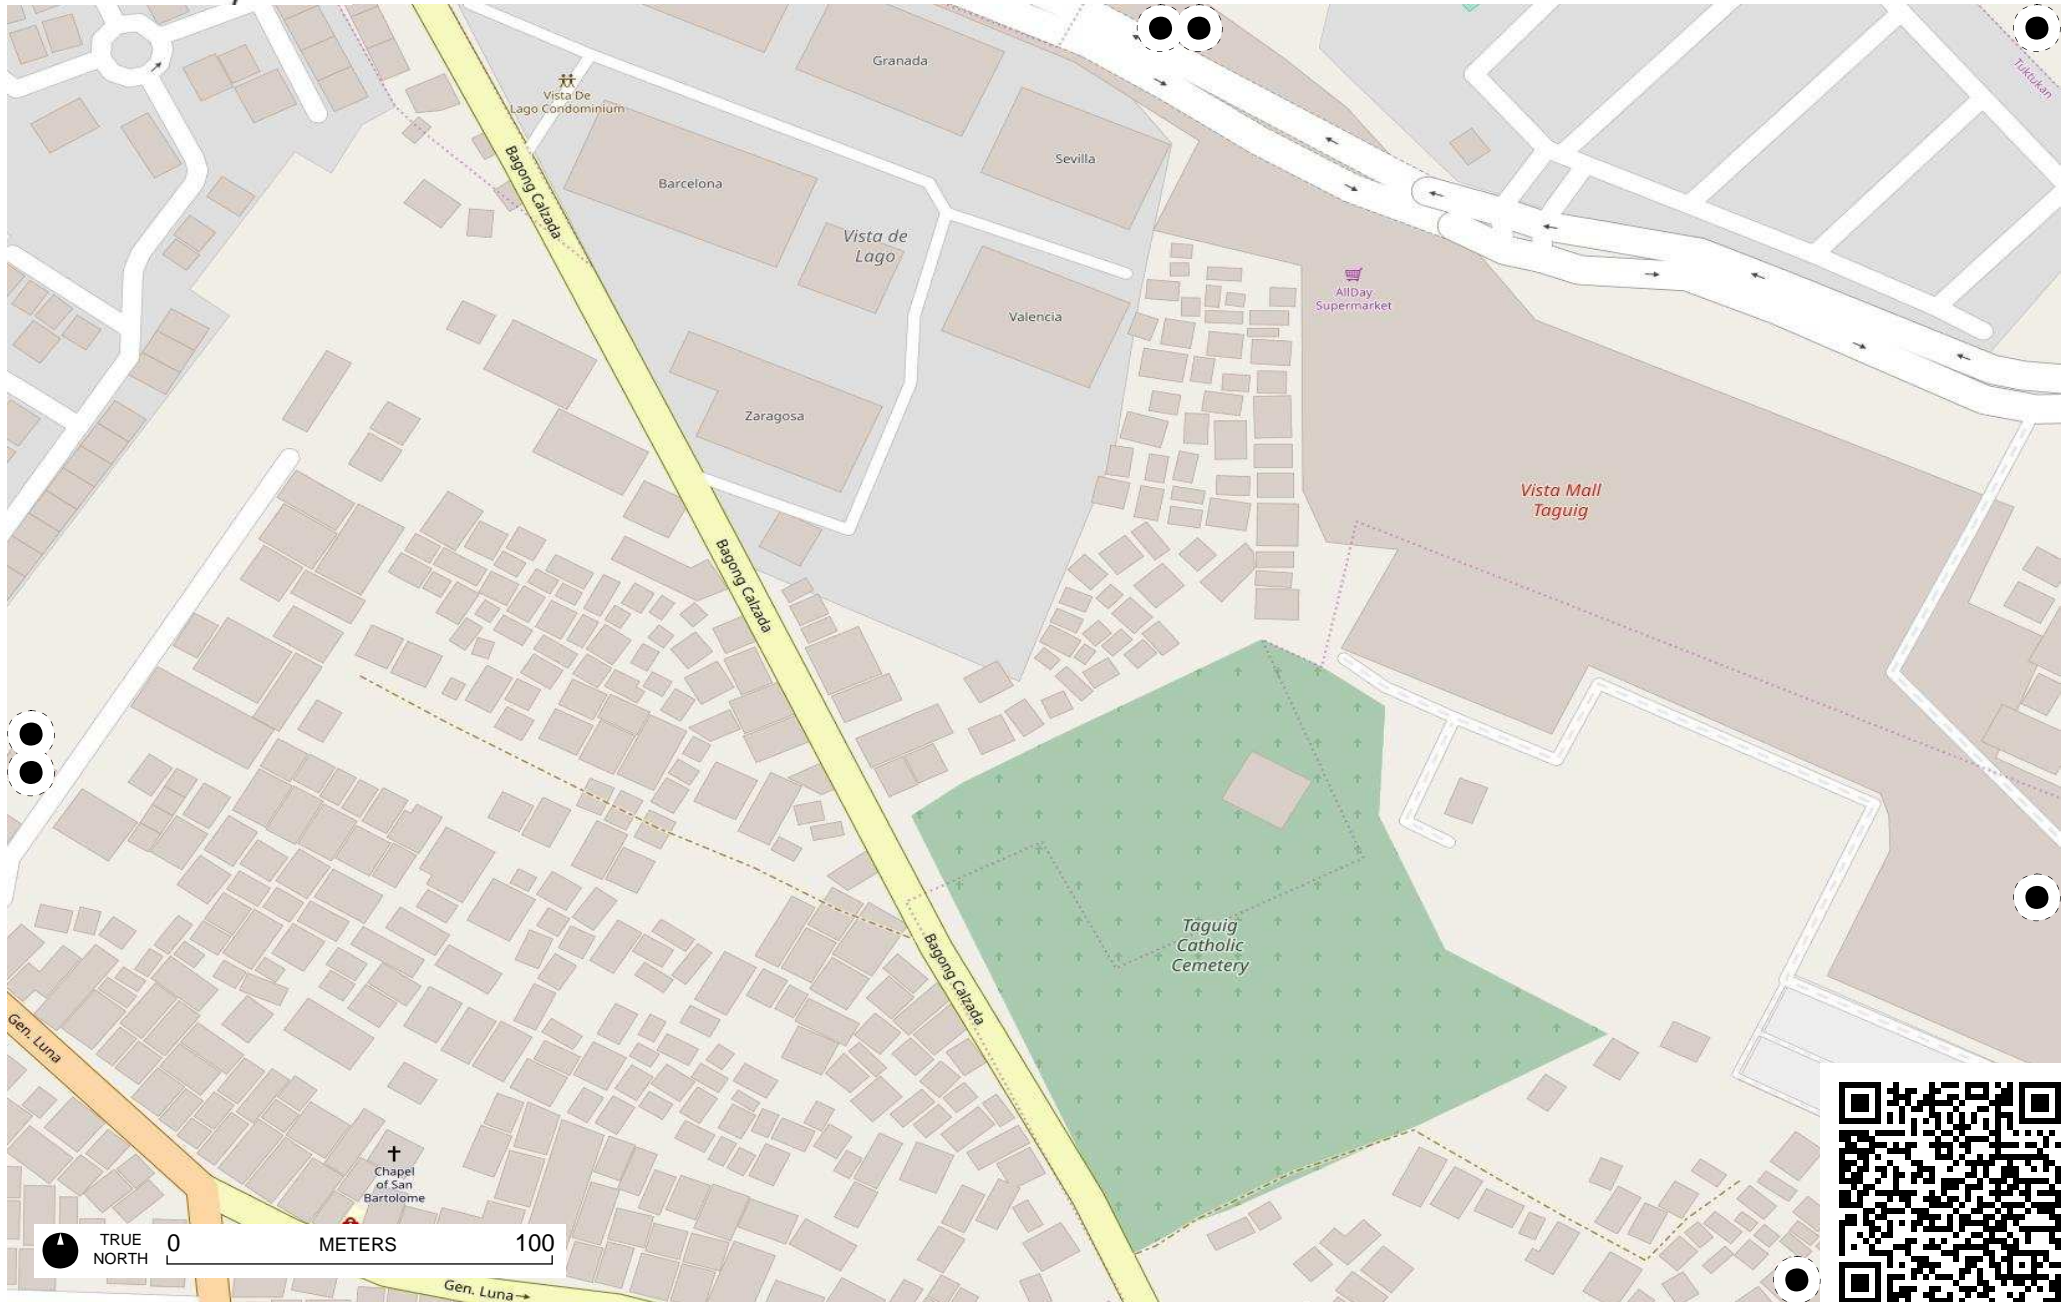 Granada
Tuktukan
Vista De
Lago Condominium
Sevilla
Bagong Calzada
Barcelona
Vista de
Lago
AllDay
Supermarket
Valencia
Zaragosa
Vista Mall
Taguig
Bagong Calzada
Taguig
Catholic
Cemetery
Bagong Calzada
Gen. Luna
Chapel
of San
Bartolome
TRUE
NORTH
0
METERS
100
Gen. Luna→